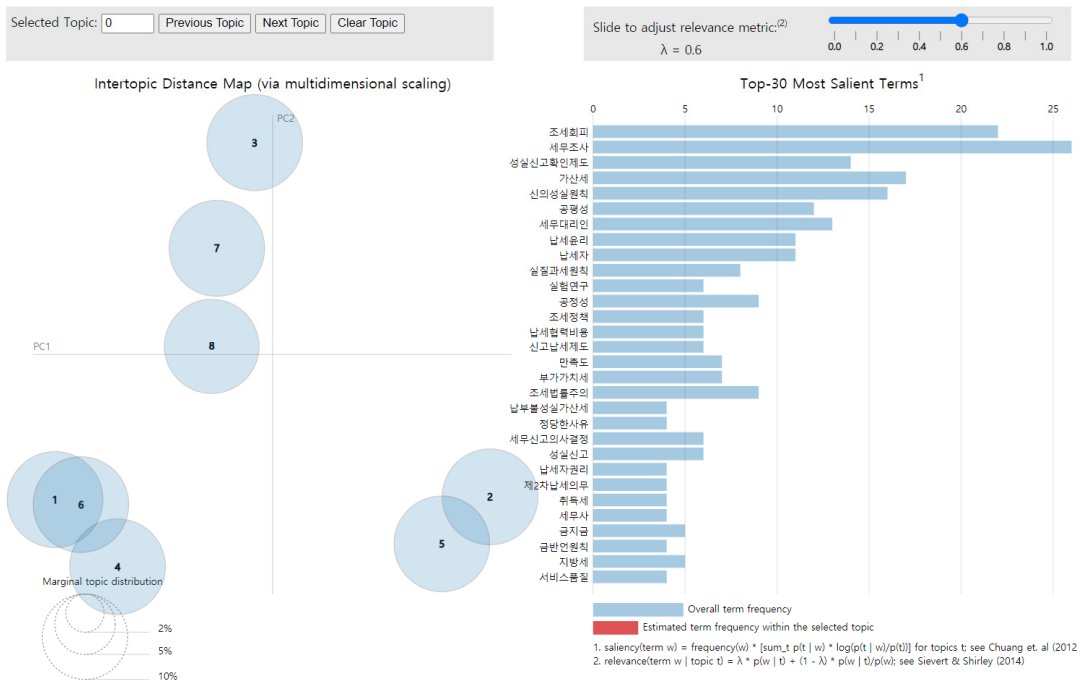 Selected Topic: 0 Previous Topic Next Topic Clear Topic
Slide to adjust relevance metric:(2)
λ = 0.6
0.0 0.2 0.4 0.6 0.8 1.0
Intertopic Distance Map (via multidimensional scaling)
PC2
PC1
3
7
8
1
6
4
2
5
Marginal topic distribution
2%
5%
10%
Top-30 Most Salient Terms1
0 5 10 15 20 25
조세회피
세무조사
성실신고확인제도
가산세
신의성실원칙
공평성
세무대리인
납세윤리
납세자
실질과세원칙
실험연구
공정성
조세정책
납세협력비용
신고납세제도
만족도
부가가치세
조세법률주의
납부불성실가산세
정당한사유
세무신고의사결정
성실신고
납세자권리
제2차납세의무
취득세
세무사
금지금
금반언원칙
지방세
서비스품질
Overall term frequency
Estimated term frequency within the selected topic
1. saliency(term w) = frequency(w) * [sum_t p(t | w) * log(p(t | w)/p(t))] for topics t; see Chuang et. al (2012
2. relevance(term w | topic t) = λ * p(w | t) + (1 - λ) * p(w | t)/p(w); see Sievert & Shirley (2014)